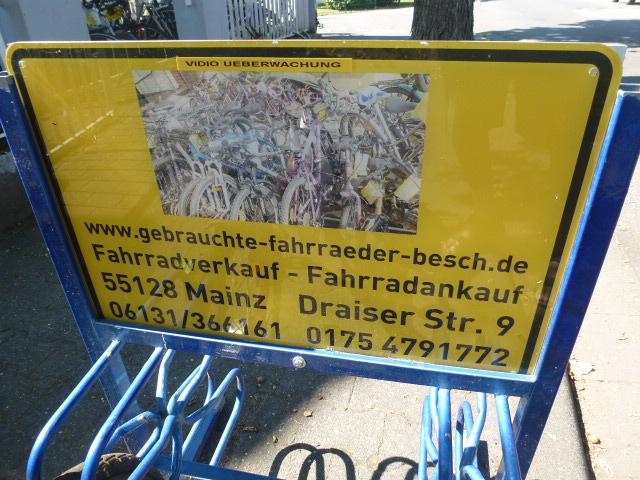 VIDIO UEBERWACHUNG
www.gebrauchte-fahrraeder-besch.de
Fahrradverkauf - Fahrradankauf
55128 Mainz Draiser Str. 9
06131/366161 0175 4791772